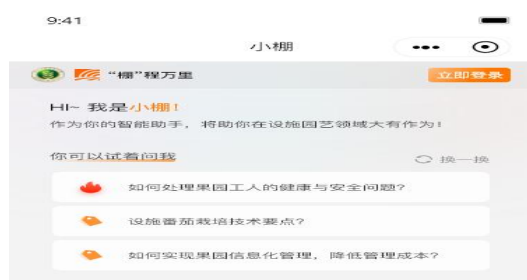 9:41
小棚
“棚”程万里
立即登录
HI~ 我是小棚！
作为你的智能助手，将助你在设施园艺领域大有作为！
你可以试着问我
换一换
如何处理果园工人的健康与安全问题？
设施番茄栽培技术要点？
如何实现果园信息化管理，降低管理成本？